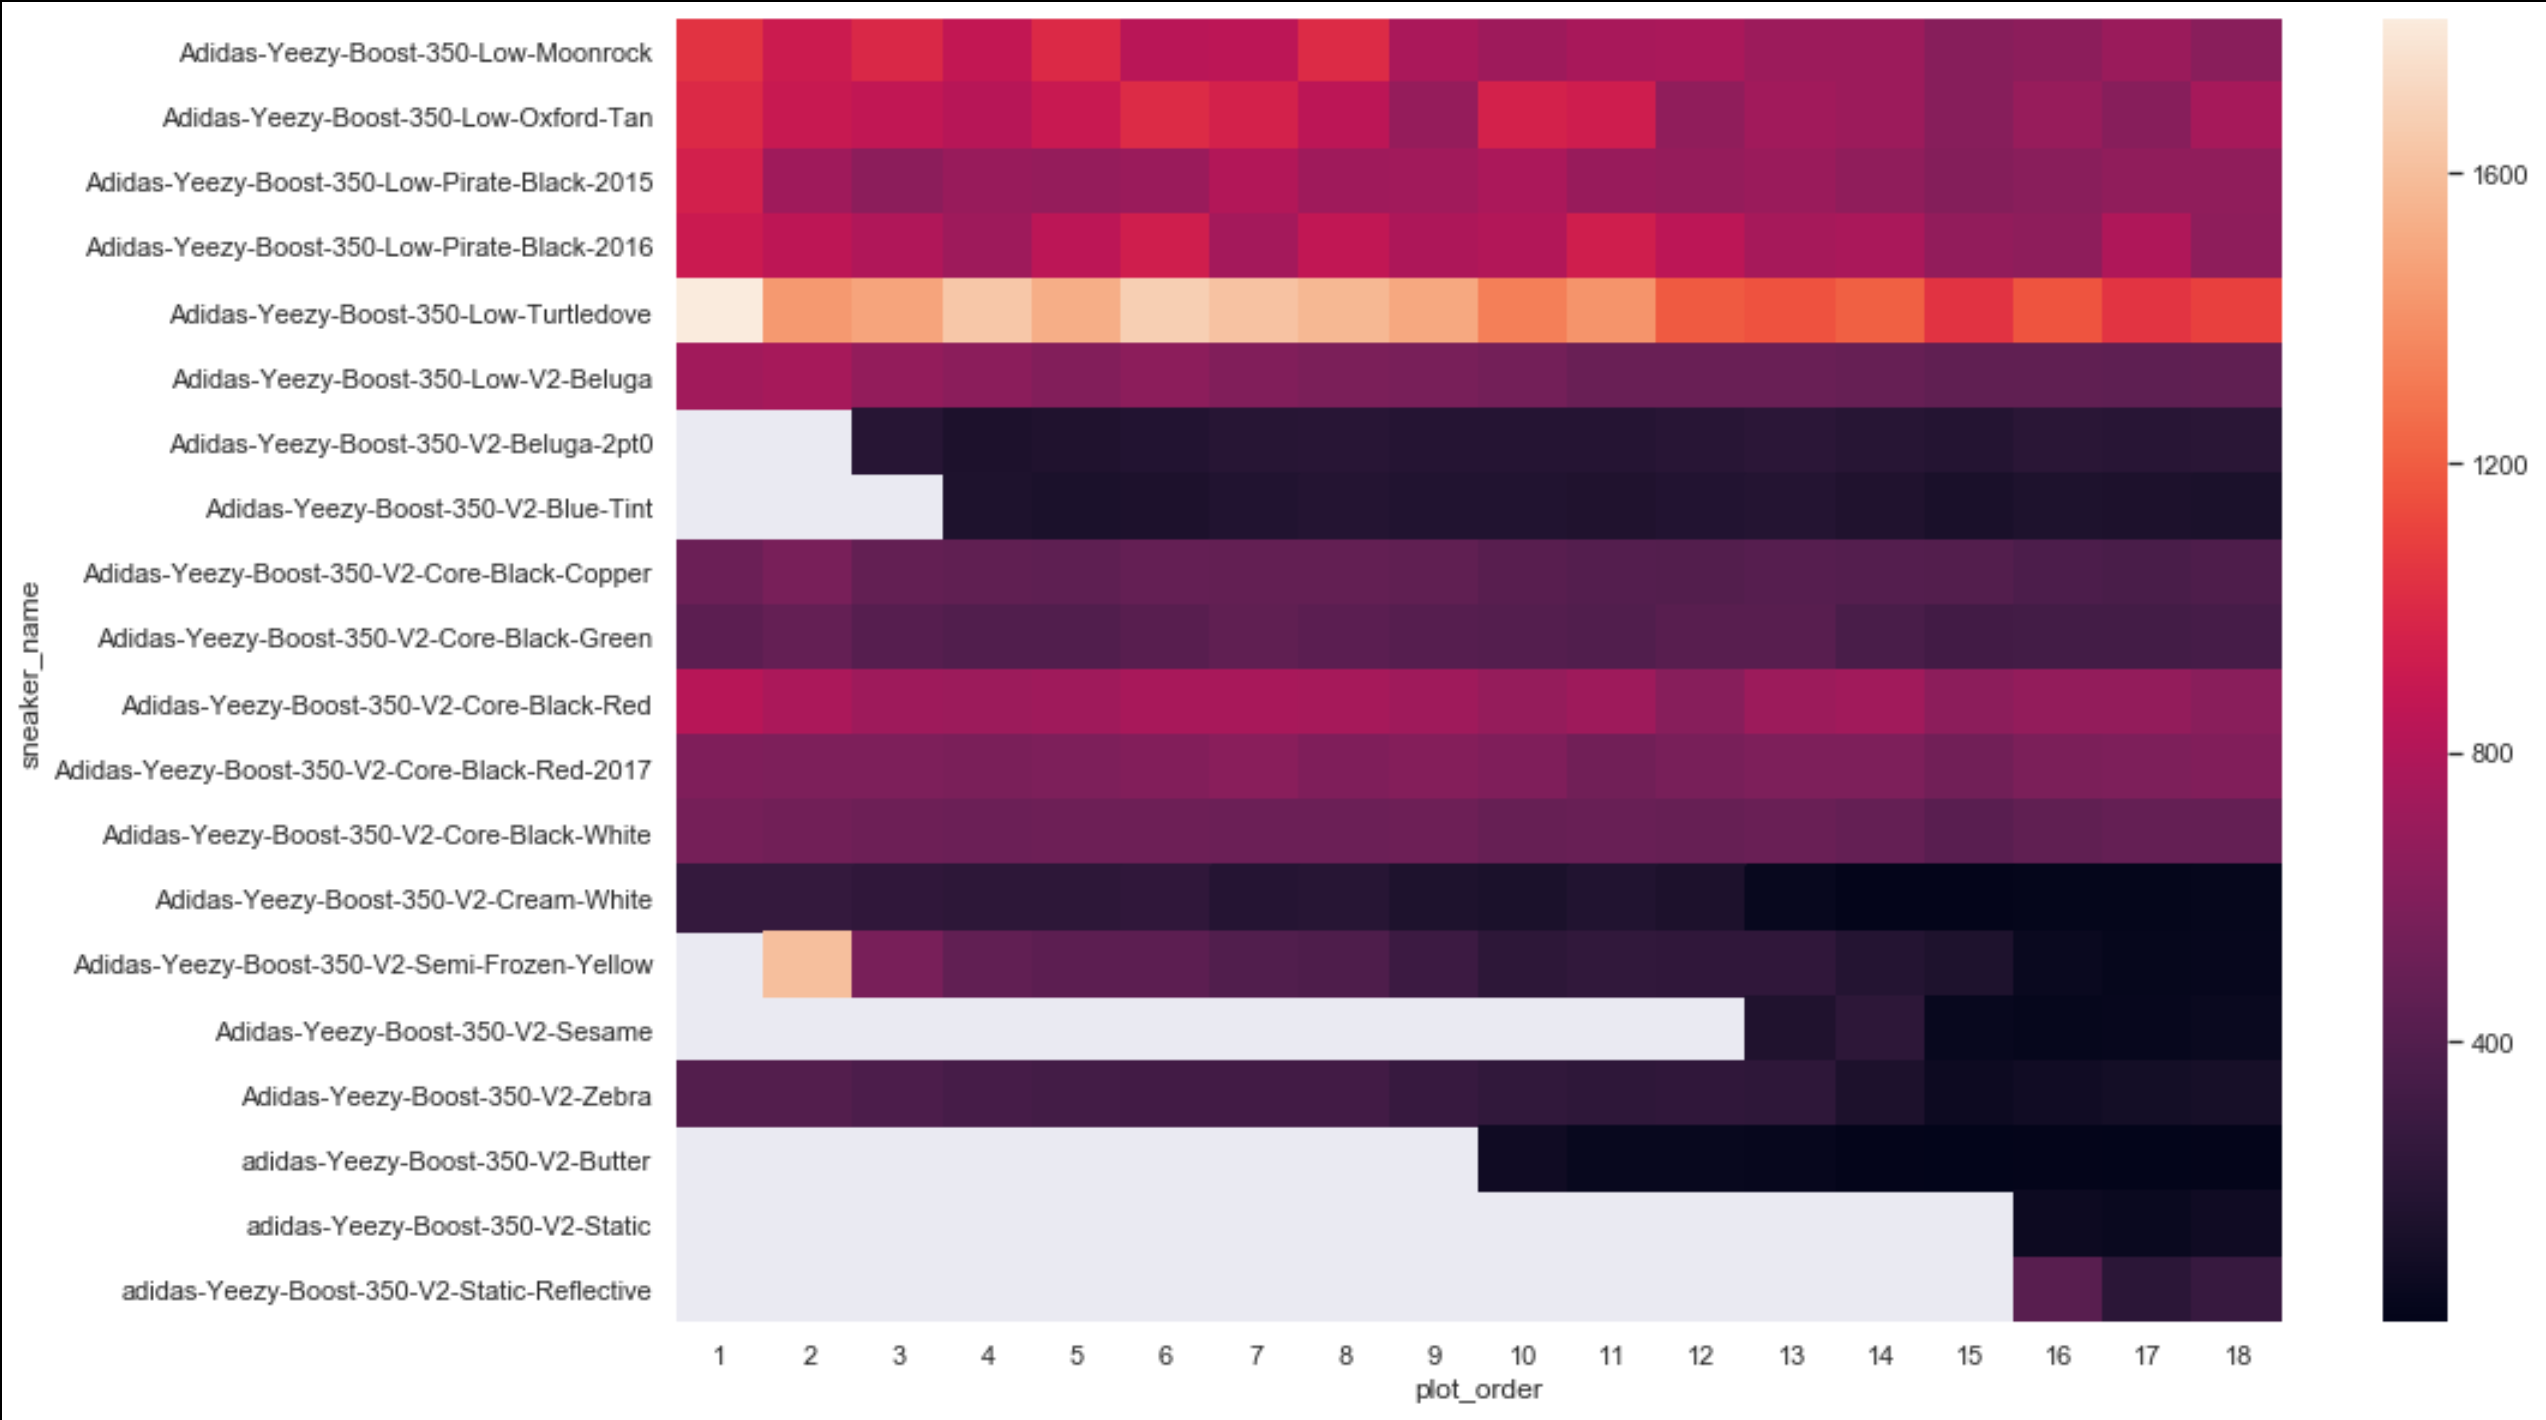 Adidas-Yeezy-Boost-350-Low-Moonrock
Adidas-Yeezy-Boost-350-Low-Oxford-Tan
Adidas-Yeezy-Boost-350-Low-Pirate-Black-2015
Adidas-Yeezy-Boost-350-Low-Pirate-Black-2016
Adidas-Yeezy-Boost-350-Low-Turtledove
Adidas-Yeezy-Boost-350-Low-V2-Beluga
Adidas-Yeezy-Boost-350-V2-Beluga-2pt0
Adidas-Yeezy-Boost-350-V2-Blue-Tint
Adidas-Yeezy-Boost-350-V2-Core-Black-Copper
Adidas-Yeezy-Boost-350-V2-Core-Black-Green
Adidas-Yeezy-Boost-350-V2-Core-Black-Red
Adidas-Yeezy-Boost-350-V2-Core-Black-Red-2017
Adidas-Yeezy-Boost-350-V2-Core-Black-White
Adidas-Yeezy-Boost-350-V2-Cream-White
Adidas-Yeezy-Boost-350-V2-Semi-Frozen-Yellow
Adidas-Yeezy-Boost-350-V2-Sesame
Adidas-Yeezy-Boost-350-V2-Zebra
adidas-Yeezy-Boost-350-V2-Butter
adidas-Yeezy-Boost-350-V2-Static
adidas-Yeezy-Boost-350-V2-Static-Reflective
sneaker_name
1 2 3 4 5 6 7 8 9 10 11 12 13 14 15 16 17 18
plot_order
1600
1200
800
400